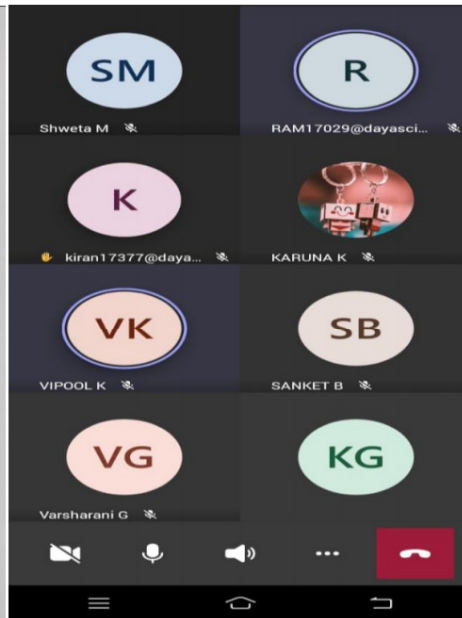 SM
R
Shweta M
RAM17029@dayasci...
K
kiran17377@daya...
KARUNA K
VK
SB
VIPOOL K
SANKET B
VG
KG
Varsharani G